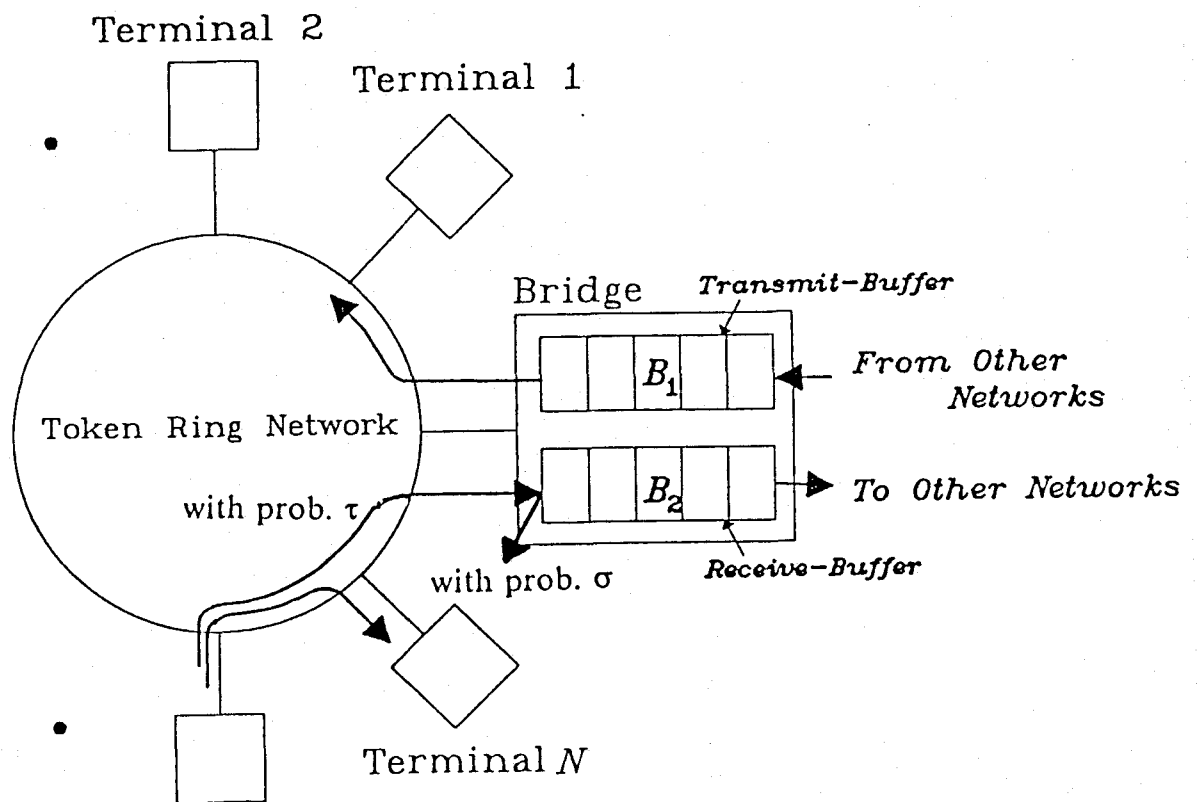 Terminal 2
Terminal 1
Bridge
Transmit-Buffer
B₁
From Other
Networks
Token Ring Network
B₂
To Other Networks
with prob. τ
with prob. σ
Receive-Buffer
Terminal N